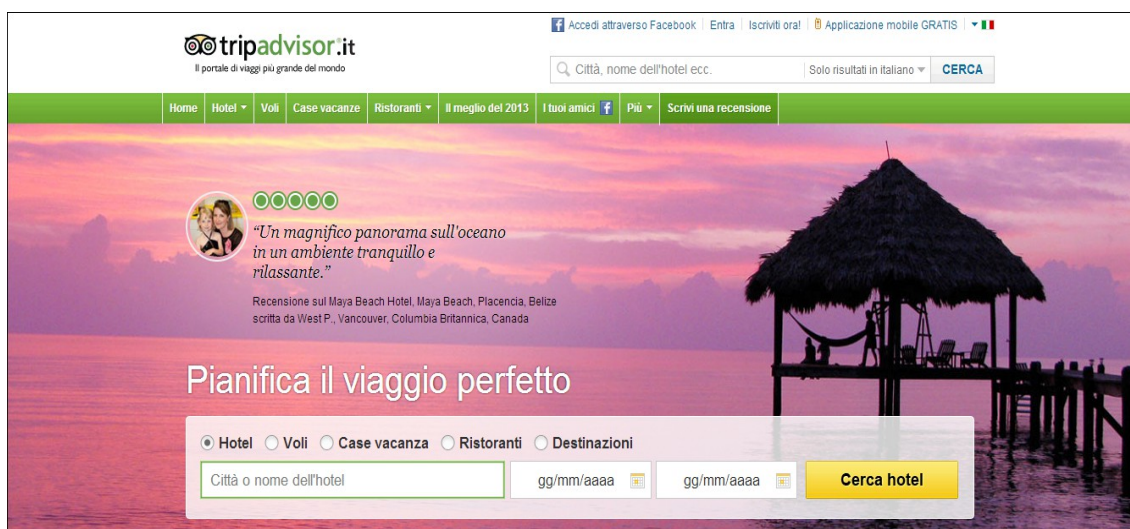 Accedi attraverso Facebook Entra Iscriviti ora! Applicazione mobile GRATIS
tripadvisor.it
Il portale di viaggi più grande del mondo
Città, nome dell'hotel ecc. Solo risultati in italiano CERCA
Home Hotel Voli Case vacanze Ristoranti Il meglio del 2013 I tuoi amici Più Scrivi una recensione
“Un magnifico panorama sull'oceano
in un ambiente tranquillo e
rilassante.”
Recensione sul Maya Beach Hotel, Maya Beach, Placencia, Belize
scritta da West P., Vancouver, Columbia Britannica, Canada
Pianifica il viaggio perfetto
Hotel Voli Case vacanza Ristoranti Destinazioni
Città o nome dell'hotel gg/mm/aaaa gg/mm/aaaa Cerca hotel